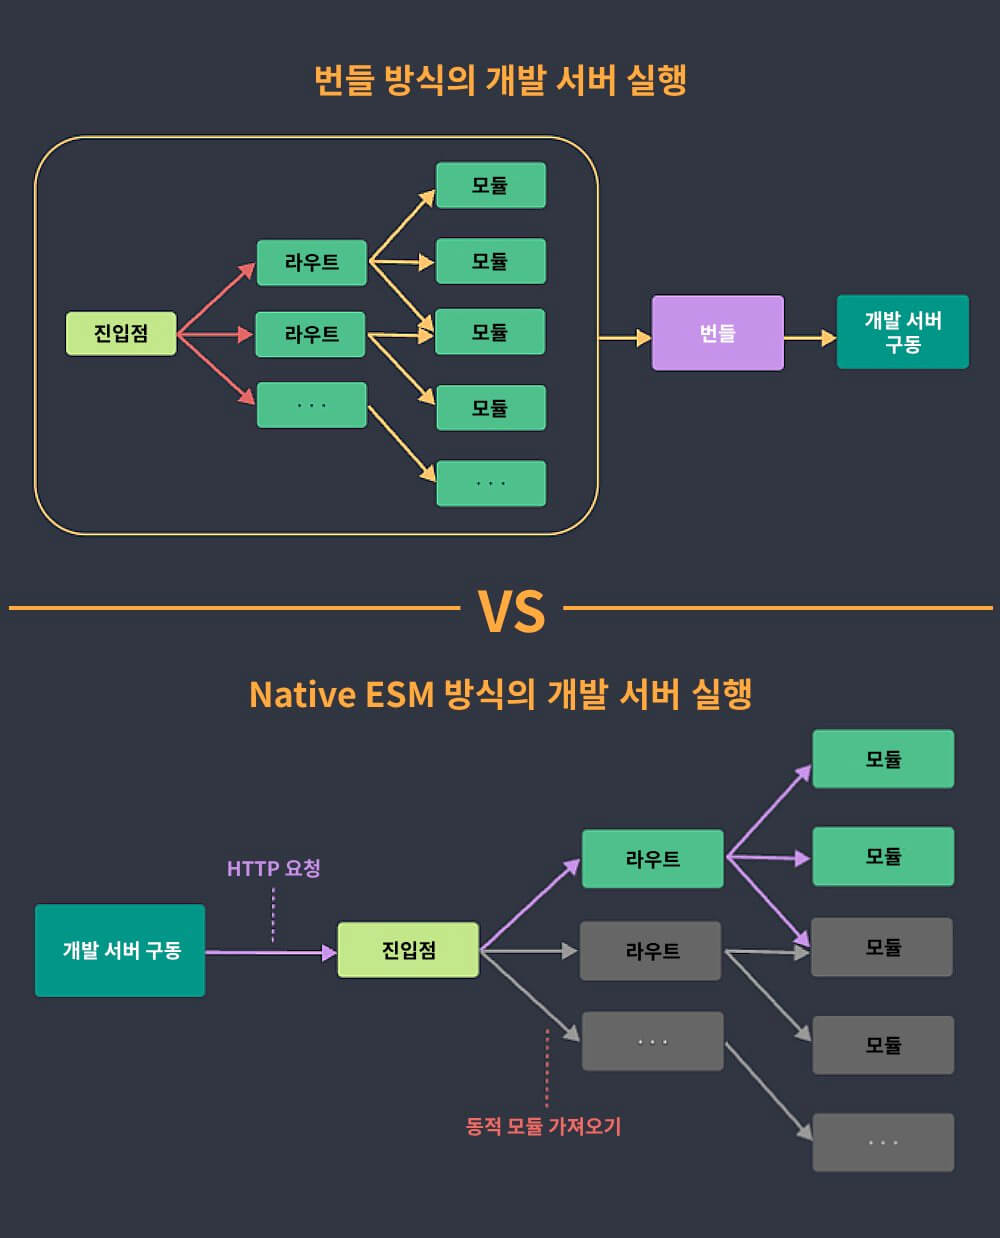 번들 방식의 개발 서버 실행
모듈
라우트
모듈
진입점
라우트
모듈
번들
개발 서버
구동
· · ·
모듈
· · ·
VS
Native ESM 방식의 개발 서버 실행
모듈
HTTP 요청
라우트
모듈
개발 서버 구동
진입점
라우트
모듈
· · ·
모듈
동적 모듈 가져오기
· · ·